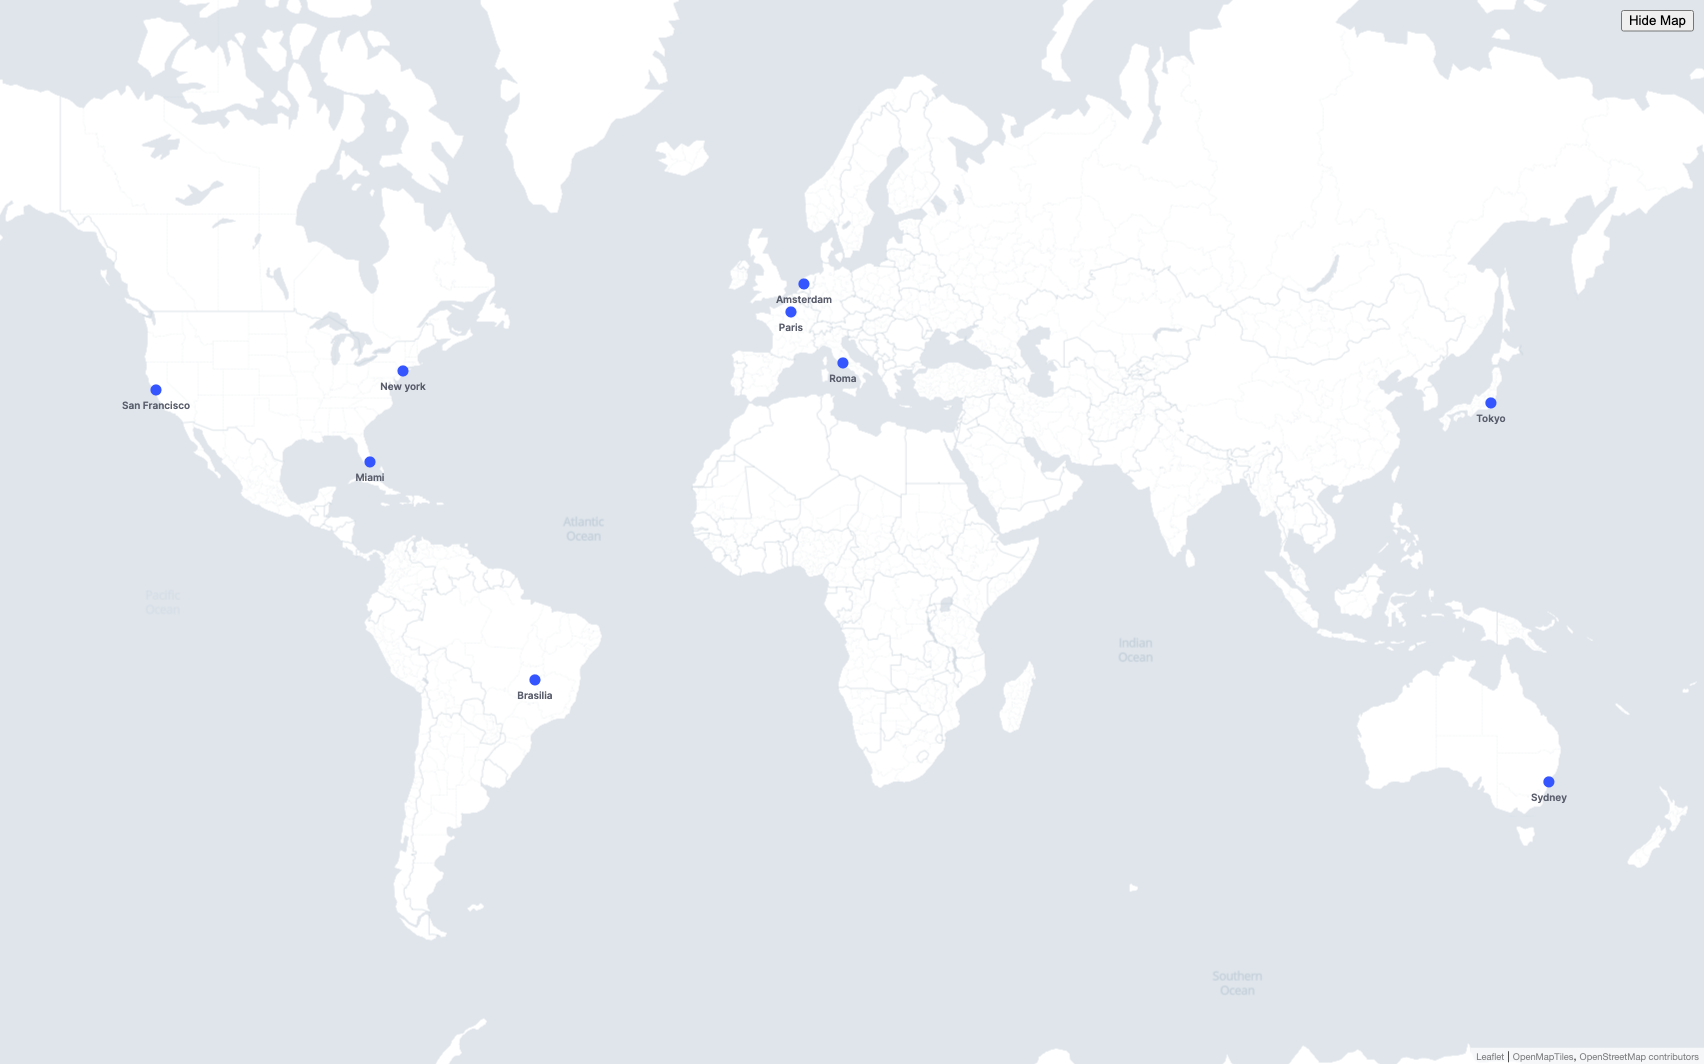 Hide Map
Amsterdam
Paris
Roma
New york
San Francisco
Tokyo
Miami
Atlantic
Ocean
Pacific
Ocean
Indian
Ocean
Brasilia
Sydney
Southern
Ocean
Leaflet | OpenMapTiles, OpenStreetMap contributors